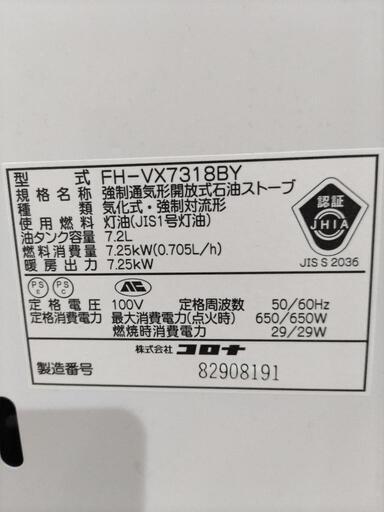 型 式 FH-VX7318BY
規格名称 強制通気形開放式石油ストーブ
種類 気化式・強制対流形
使用燃料 灯油(JIS1号灯油)
油タンク容量 7.2L
燃料消費量 7.25kW(0.705L/h)
暖房出力 7.25kW
認証
JHIA
JIS S 2036
PS E
PS C
定格電圧 100V 定格周波数 50/60Hz
定格消費電力 最大消費電力(点火時) 650/650W
燃焼時消費電力 29/29W
株式会社 コロナ
製造番号 82908191